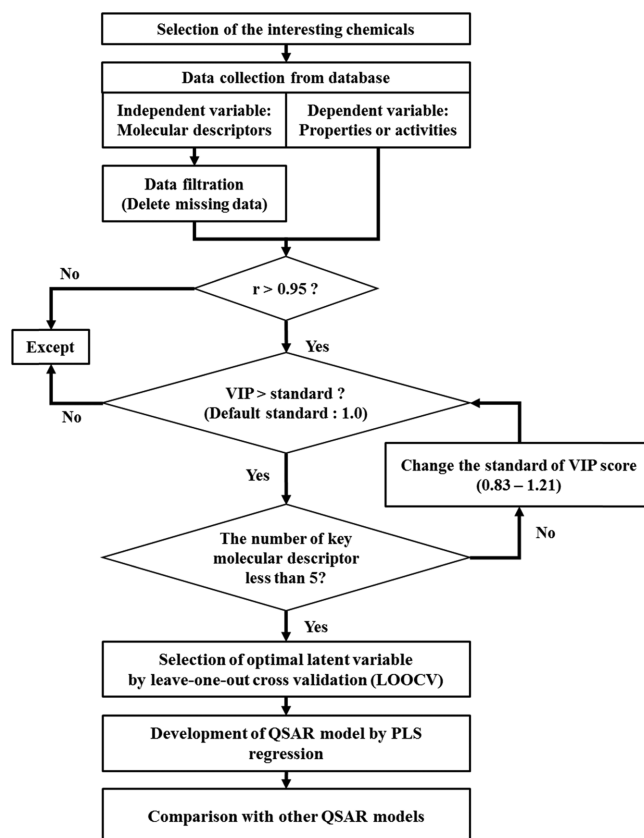 Selection of the interesting chemicals
Data collection from database
Independent variable:
Molecular descriptors
Dependent variable:
Properties or activities
Data filtration
(Delete missing data)
No
r > 0.95 ?
Except
Yes
VIP > standard ?
(Default standard : 1.0)
No
Yes
Change the standard of VIP score
(0.83 – 1.21)
The number of key
molecular descriptor
less than 5?
No
Yes
Selection of optimal latent variable
by leave-one-out cross validation (LOOCV)
Development of QSAR model by PLS
regression
Comparison with other QSAR models